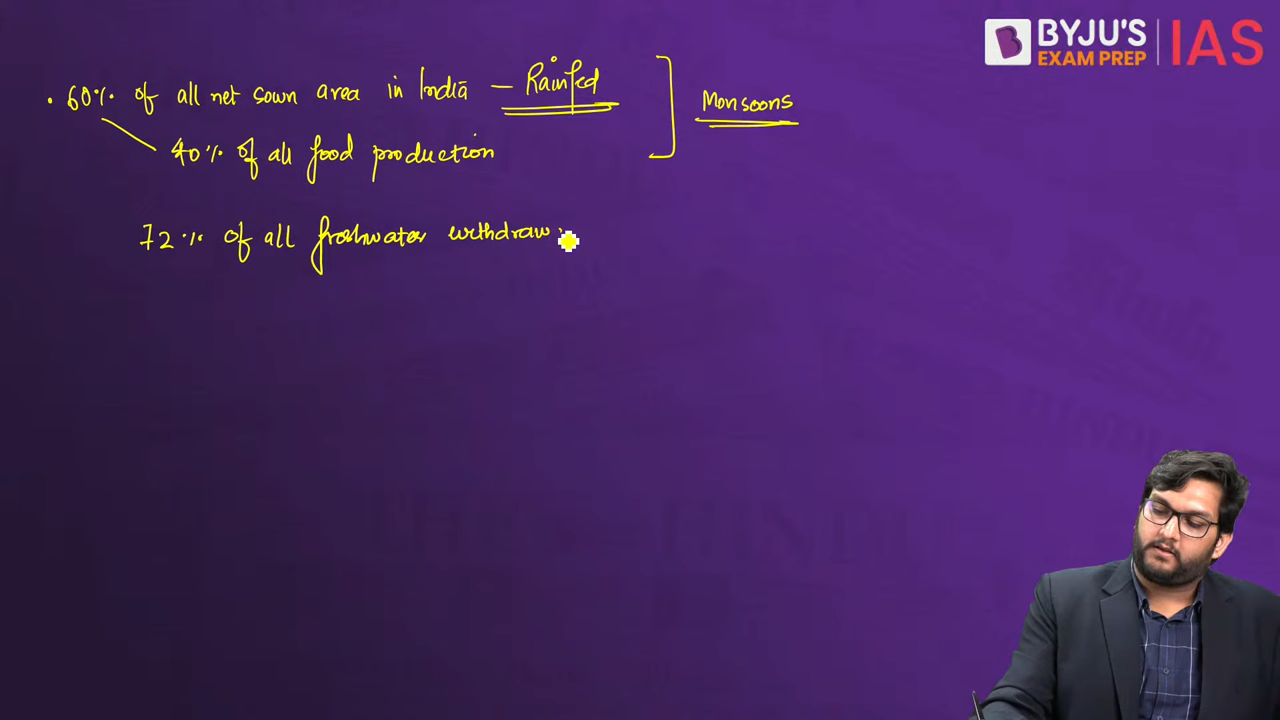 BYJU'S
EXAM PREP
IAS
. 60% of all net sown area in India — Rainfed
Monsoons
40% of all food production
72% of all freshwater withdraw